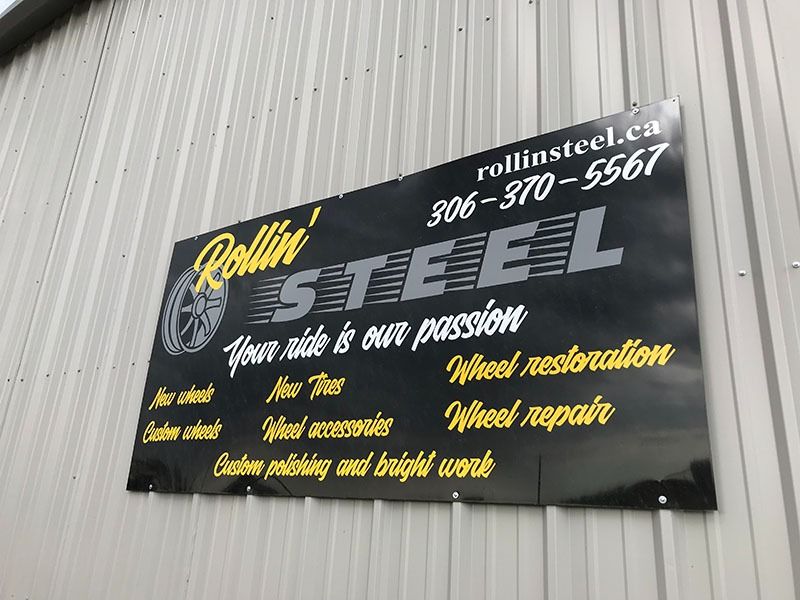 rollinsteel.ca
306-370-5567
Rollin'
STEEL
Your ride is our passion
New wheels
New Tires
Wheel restoration
Custom wheels
Wheel accessories
Wheel repair
Custom polishing and bright work